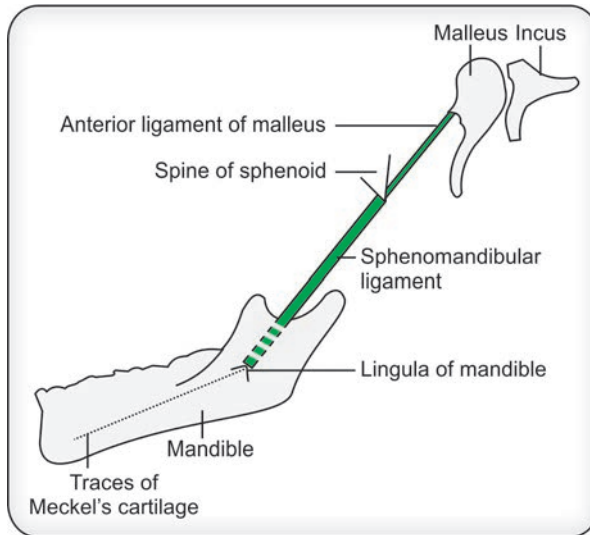 Malleus Incus
Anterior ligament of malleus
Spine of sphenoid
Sphenomandibular
ligament
Lingula of mandible
Mandible
Traces of
Meckel's cartilage